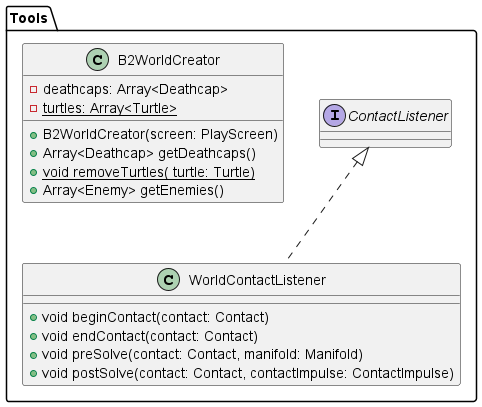 Tools
C B2WorldCreator
deathcaps: Array<Deathcap>
turtles: Array<Turtle>
B2WorldCreator(screen: PlayScreen)
Array<Deathcap> getDeathcaps()
void removeTurtles( turtle: Turtle)
Array<Enemy> getEnemies()
I ContactListener
C WorldContactListener
void beginContact(contact: Contact)
void endContact(contact: Contact)
void preSolve(contact: Contact, manifold: Manifold)
void postSolve(contact: Contact, contactImpulse: ContactImpulse)